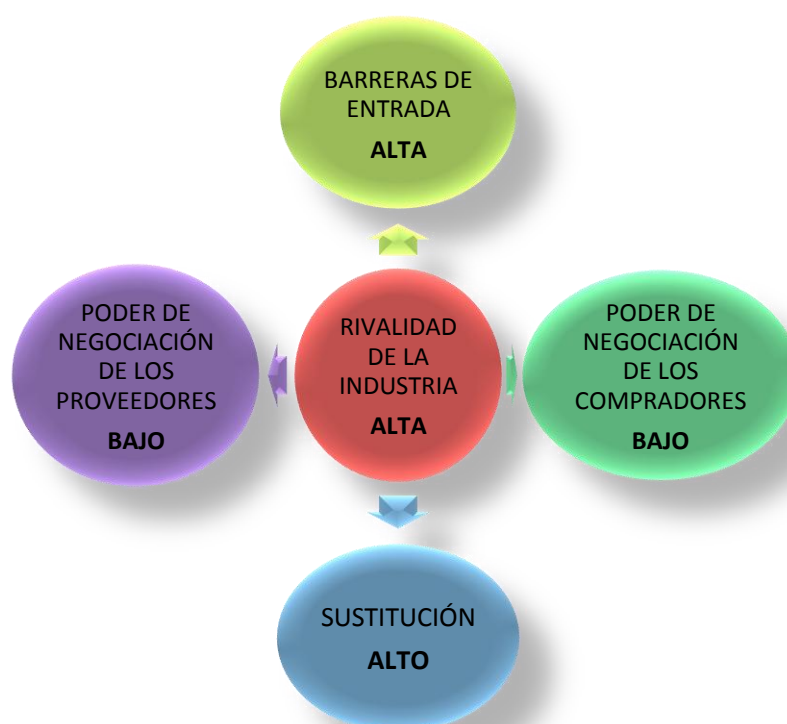 BARRERAS DE
ENTRADA
ALTA
PODER DE
NEGOCIACIÓN
DE LOS
PROVEEDORES
BAJO
RIVALIDAD
DE LA
INDUSTRIA
ALTA
PODER DE
NEGOCIACIÓN
DE LOS
COMPRADORES
BAJO
SUSTITUCIÓN
ALTO